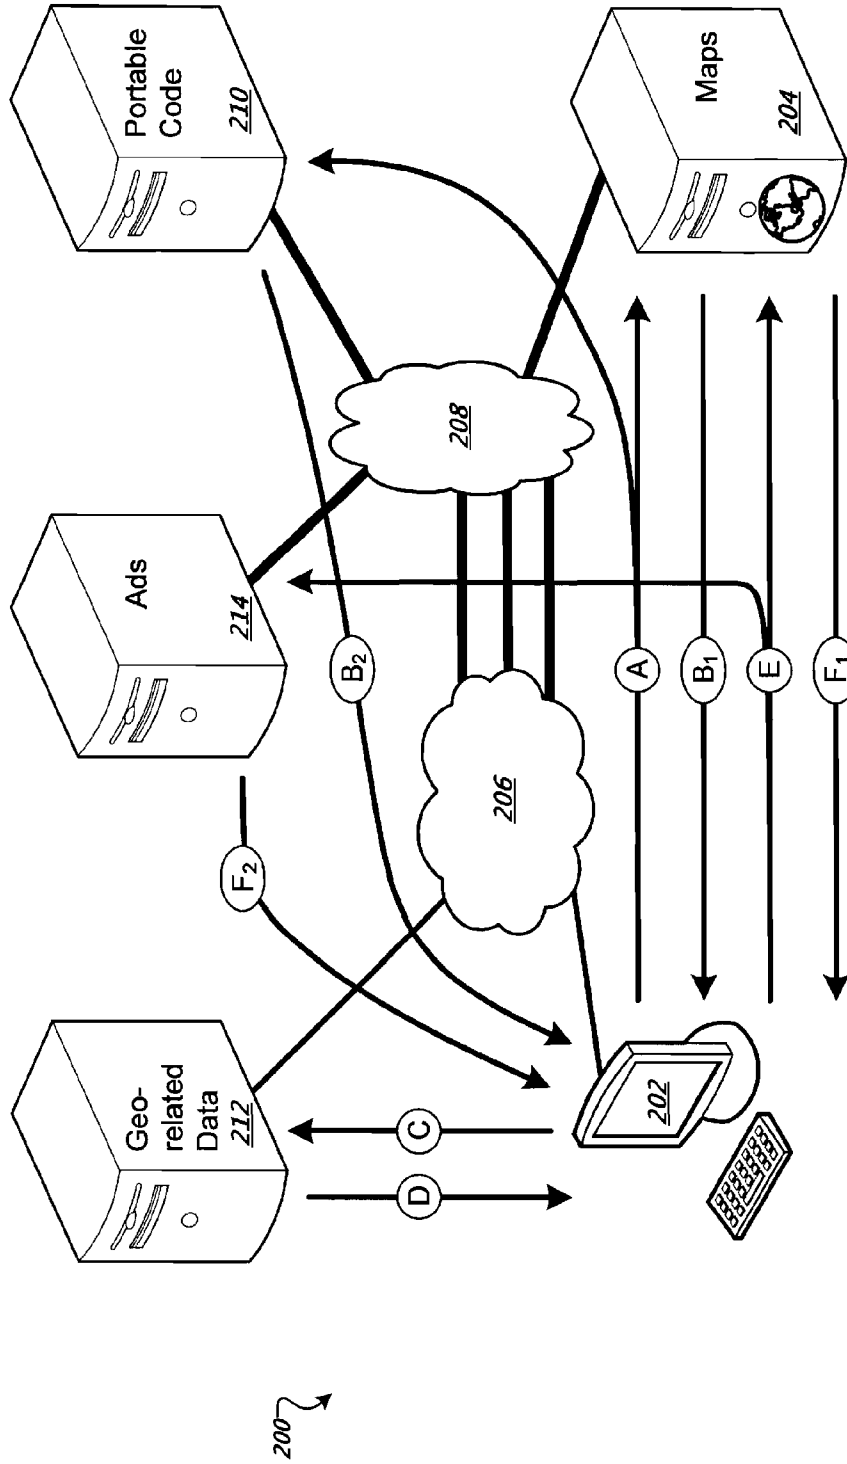 200
Geo-
related
Data
212
Ads
214
Portable
Code
210
F₂
B₂
D
C
206
208
202
A
B₁
E
F₁
Maps
204